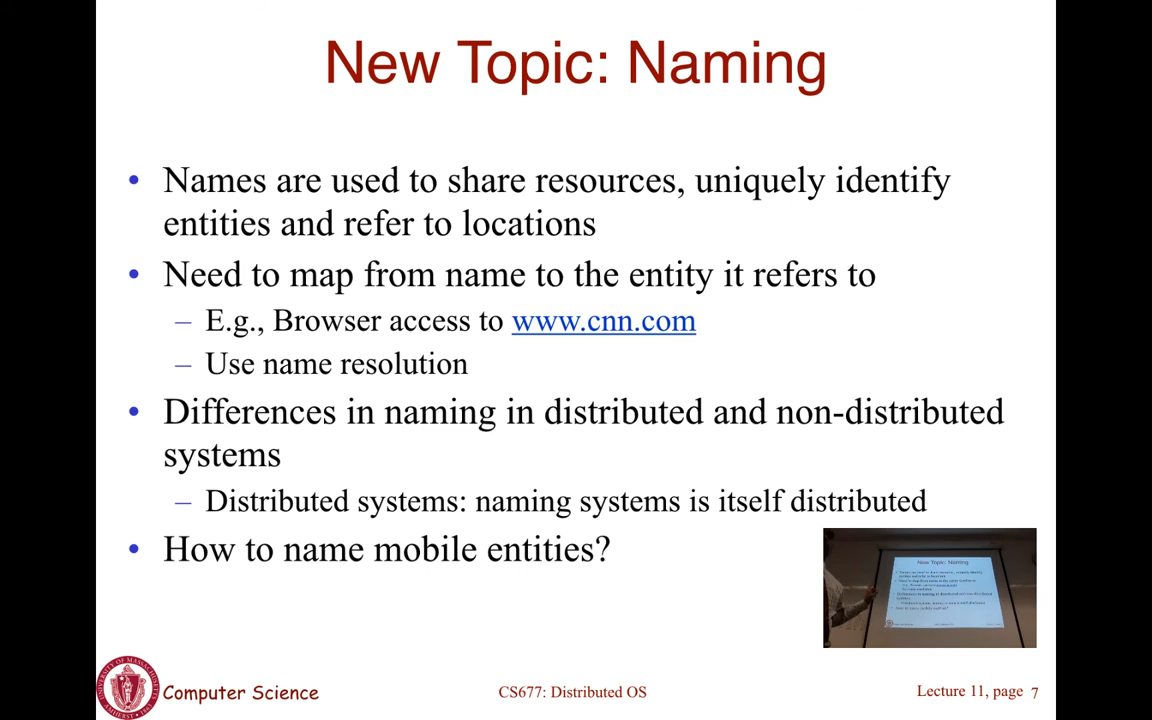 New Topic: Naming
• Names are used to share resources, uniquely identify
entities and refer to locations
• Need to map from name to the entity it refers to
– E.g., Browser access to www.cnn.com
– Use name resolution
• Differences in naming in distributed and non-distributed
systems
– Distributed systems: naming systems is itself distributed
• How to name mobile entities?
New Topic: Naming
Computer Science
CS677: Distributed OS
Lecture 11, page 7